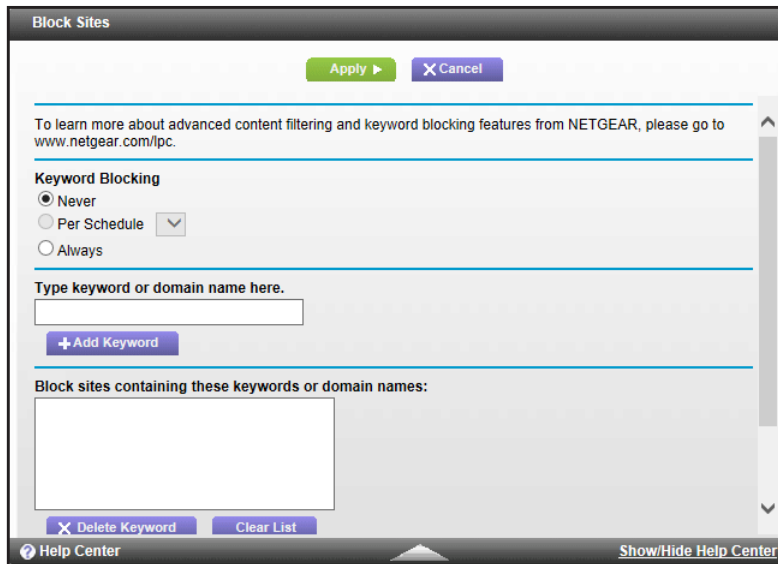 Block Sites
Apply
Cancel
To learn more about advanced content filtering and keyword blocking features from NETGEAR, please go to
www.netgear.com/lpc.
Keyword Blocking
Never
Per Schedule
Always
Type keyword or domain name here.
+Add Keyword
Block sites containing these keywords or domain names:
Delete Keyword Clear List
Help Center Show/Hide Help Center